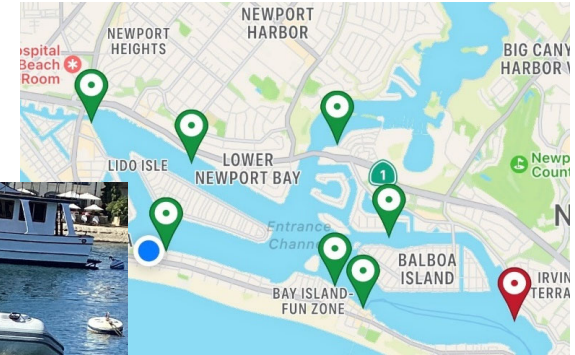 NEWPORT
HARBOR
NEWPORT
HEIGHTS
BIG CANY
HARBOR V
ospital
Beach
Room
LIDO ISLE
LOWER
NEWPORT BAY
1
Newp
Count
N
Entrance
Chann
BALBOA
ISLAND
BAY ISLAND-
FUN ZONE
IRVIN
TERRA